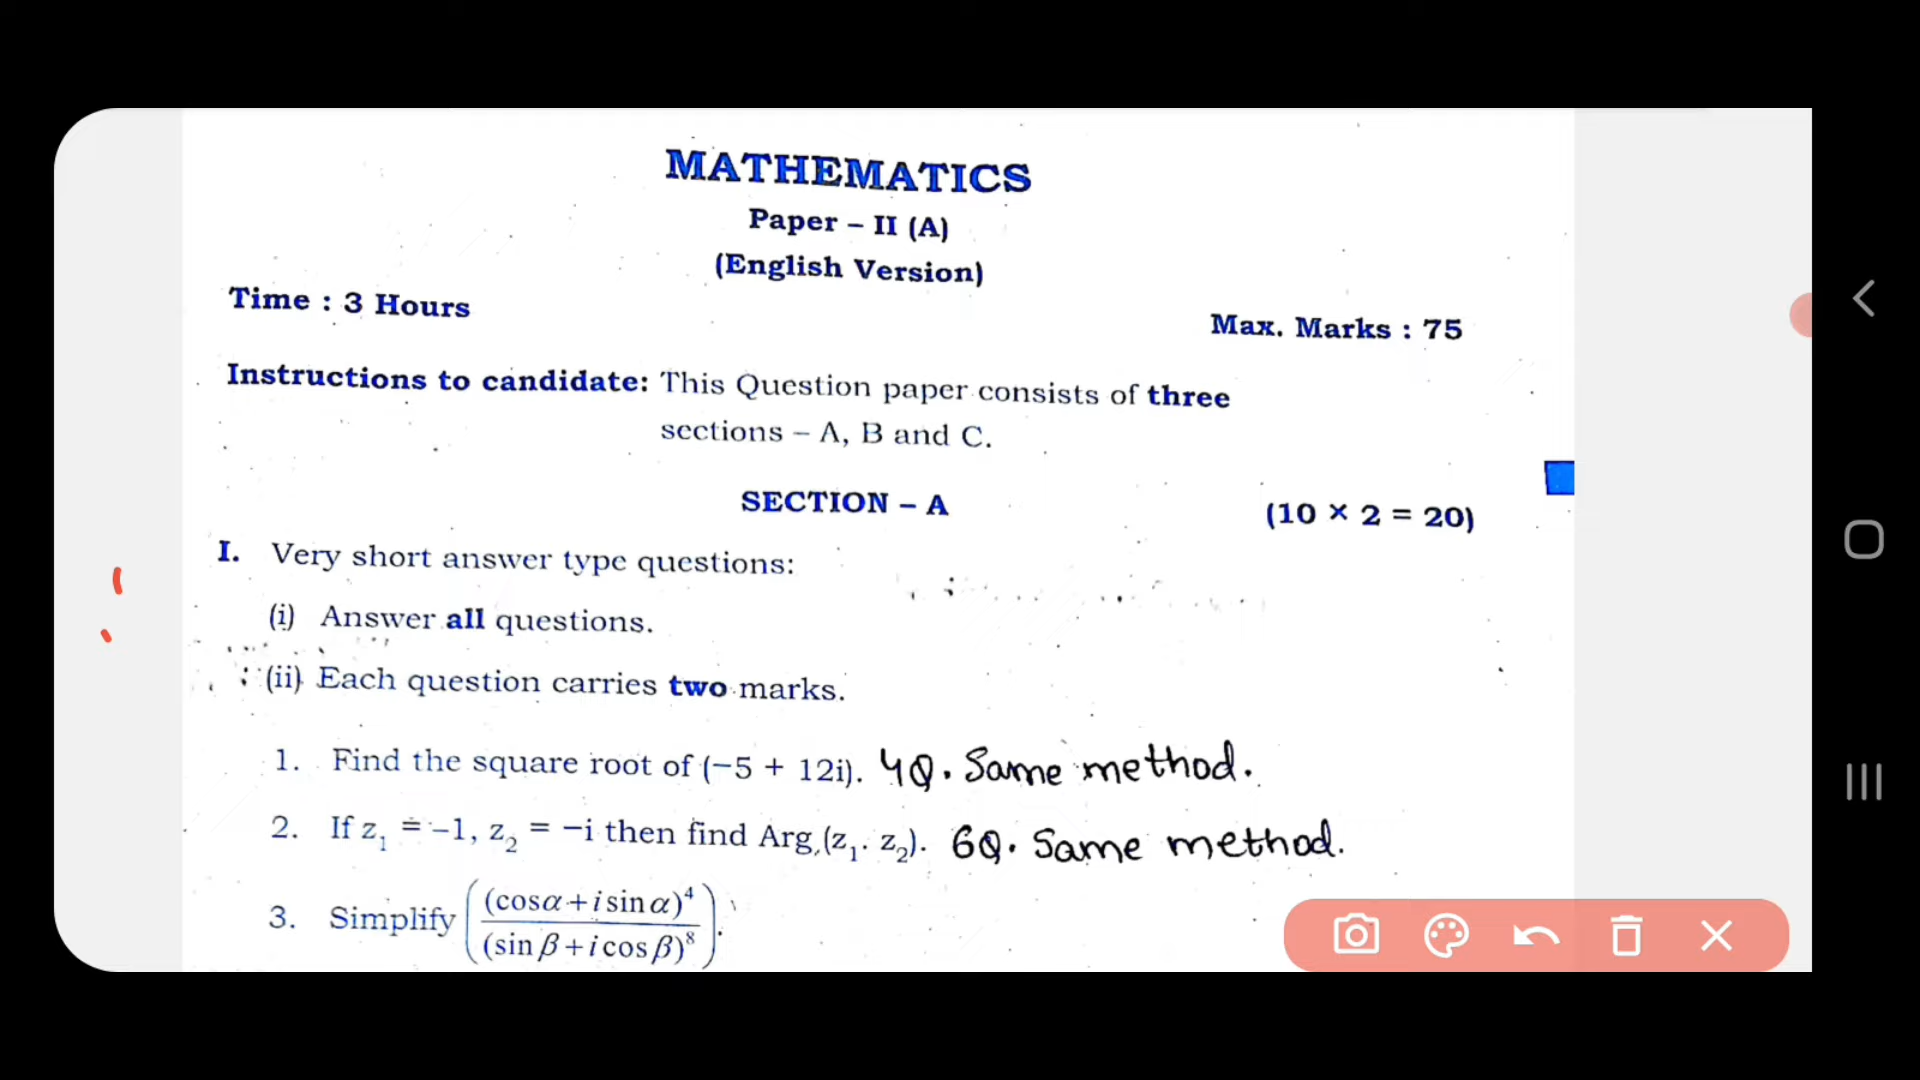 MATHEMATICS
Paper – II (A)
(English Version)
Time : 3 Hours
Max. Marks : 75
Instructions to candidate: This Question paper consists of three
sections – A, B and C.
SECTION – A (10 × 2 = 20)
I. Very short answer type questions:
(i) Answer all questions.
(ii) Each question carries two marks.
1. Find the square root of (–5 + 12i). 4Q. Same method.
2. If z₁ = –1, z₂ = –i then find Arg (z₁. z₂). 6Q. Same method.
3. Simplify ((cosα + i sin α)⁴ / (sin β + i cos β)⁸).